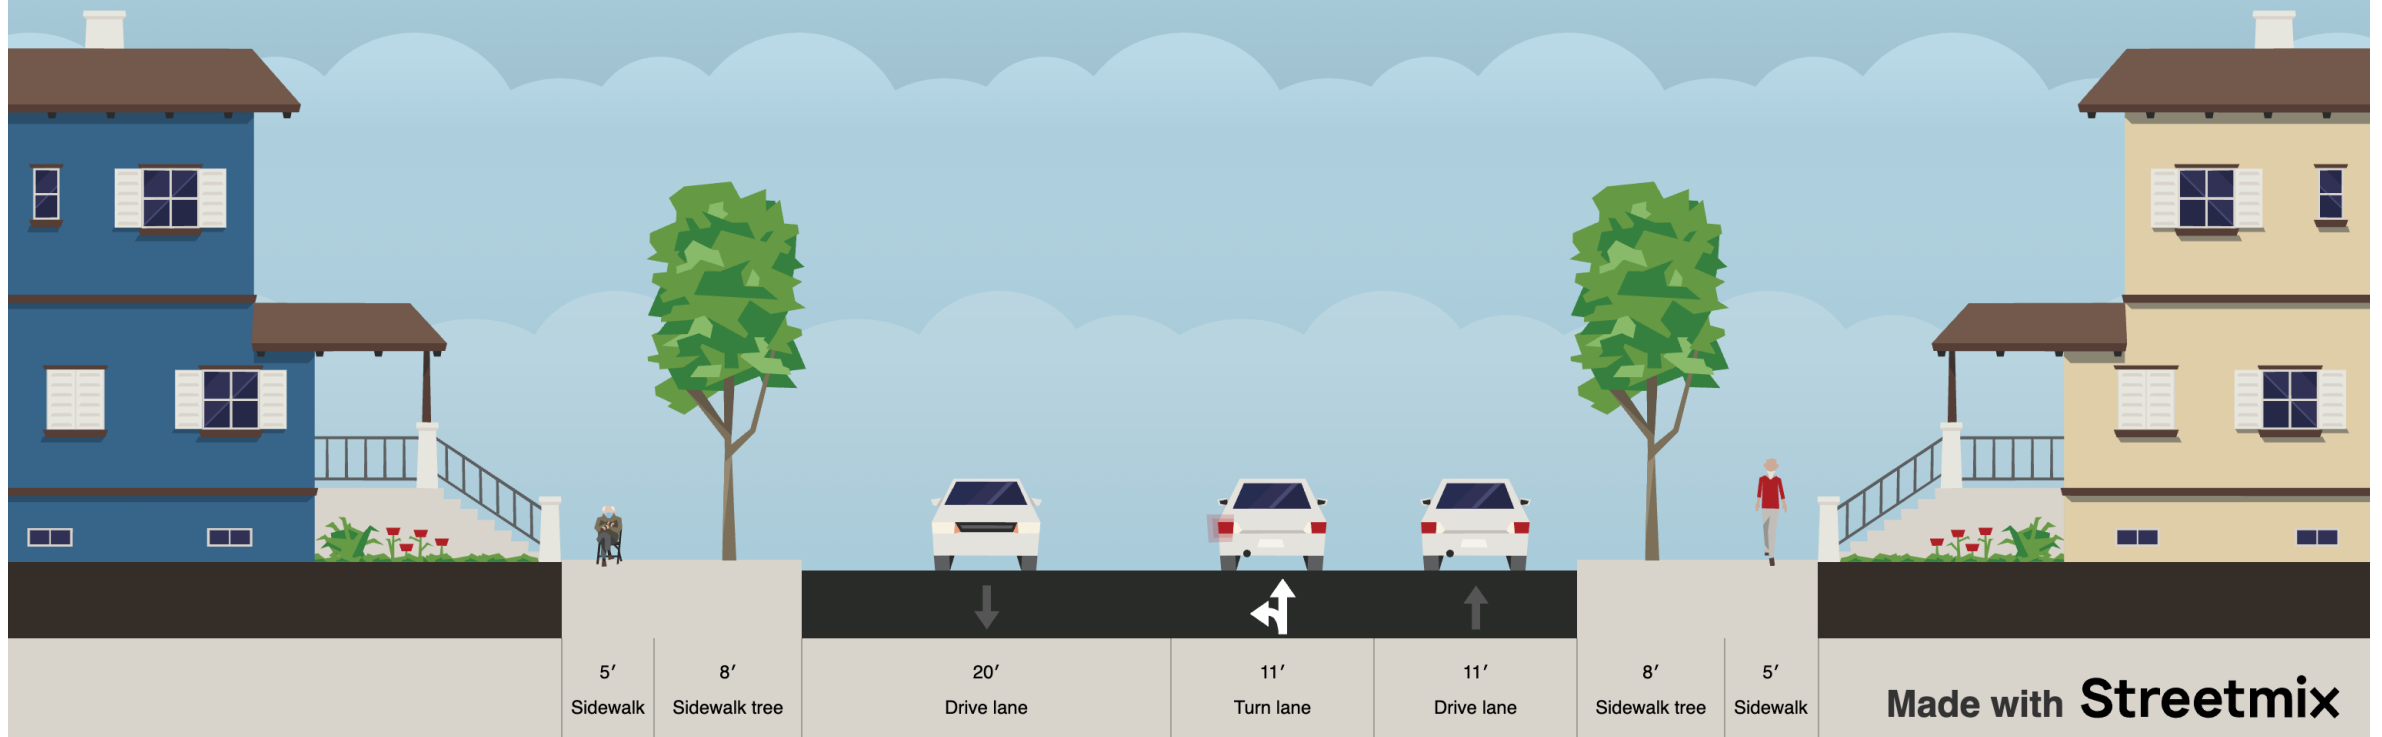 5′
Sidewalk
8′
Sidewalk tree
20′
Drive lane
11′
Turn lane
11′
Drive lane
8′
Sidewalk tree
5′
Sidewalk
Made with Streetmix